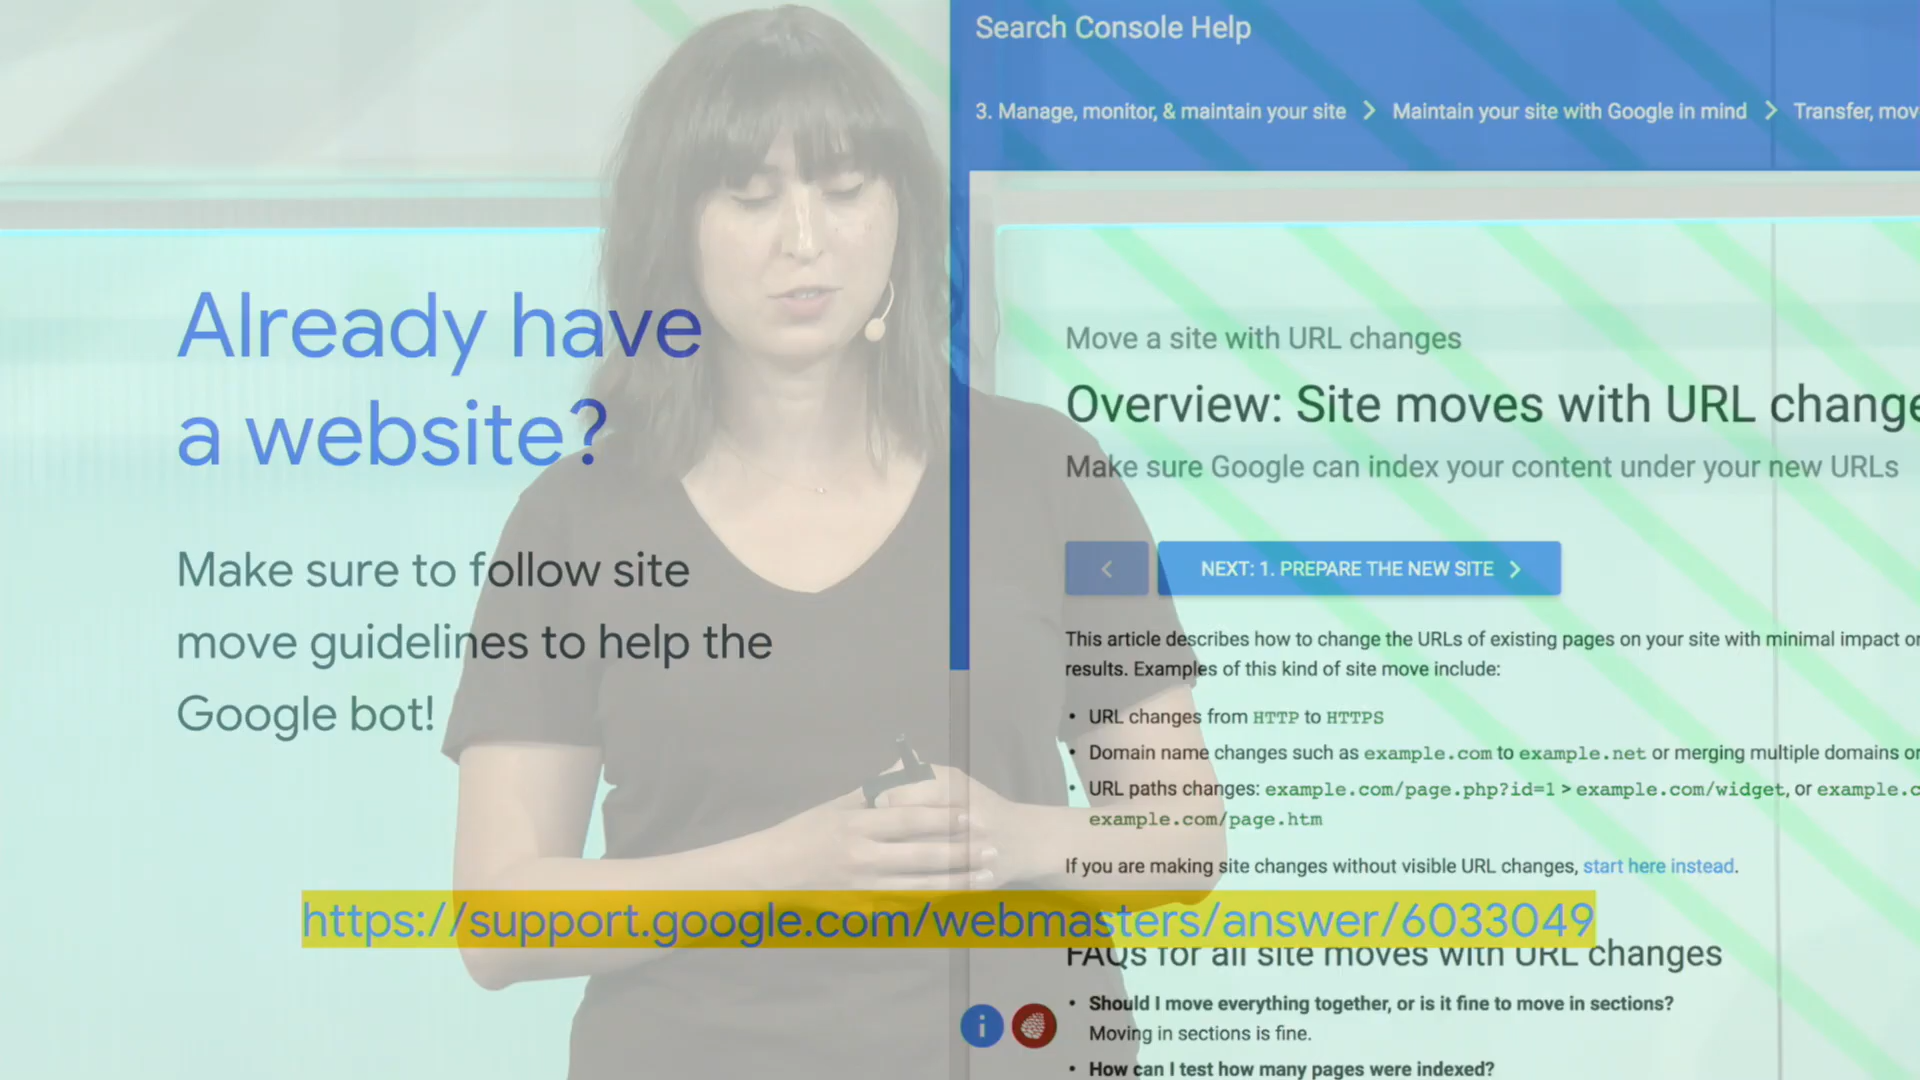 Search Console Help
3. Manage, monitor, & maintain your site > Maintain your site with Google in mind > Transfer, mov
Already have
a website?
Make sure to follow site
move guidelines to help the
Google bot!
Move a site with URL changes
Overview: Site moves with URL change
Make sure Google can index your content under your new URLs
< NEXT: 1. PREPARE THE NEW SITE >
This article describes how to change the URLs of existing pages on your site with minimal impact on
results. Examples of this kind of site move include:
• URL changes from HTTP to HTTPS
• Domain name changes such as example.com to example.net or merging multiple domains or
• URL paths changes: example.com/page.php?id=1 > example.com/widget, or example.c
example.com/page.htm
If you are making site changes without visible URL changes, start here instead.
https://support.google.com/webmasters/answer/6033049
FAQs for all site moves with URL changes
• Should I move everything together, or is it fine to move in sections?
Moving in sections is fine.
• How can I test how many pages were indexed?